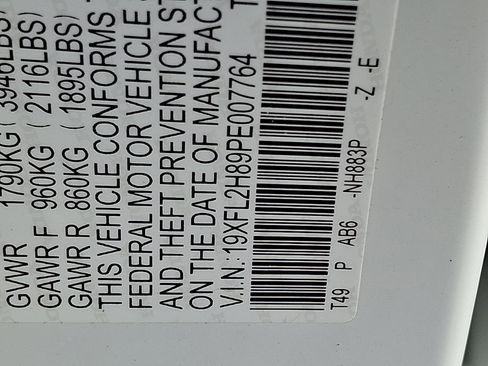 GVWR 1790KG( 3946LBS)
GAWR F 960KG ( 2116LBS)
GAWR R 860KG ( 1895LBS)
THIS VEHICLE CONFORMS
FEDERAL MOTOR VEHICLE
AND THEFT PREVENTION ST
ON THE DATE OF MANUFACT
V.I.N.: 19XFL2H89PE007764 T
T49 P AB6 -NH883P -Z -E